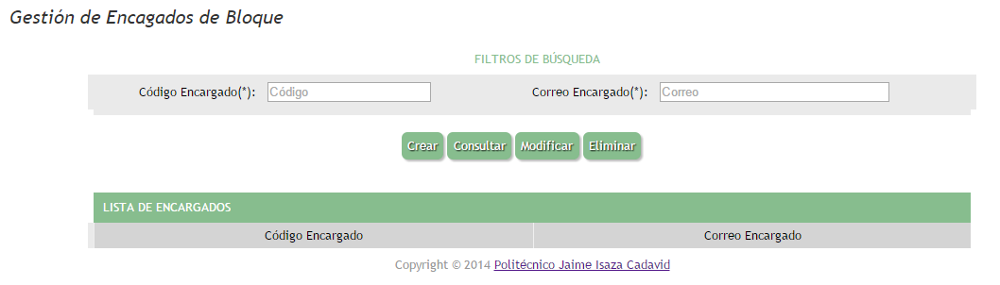 Gestión de Encagados de Bloque
FILTROS DE BÚSQUEDA
Código Encargado(*): Código Correo Encargado(*): Correo
Crear Consultar Modificar Eliminar
LISTA DE ENCARGADOS
Código Encargado Correo Encargado
Copyright © 2014 Politécnico Jaime Isaza Cadavid